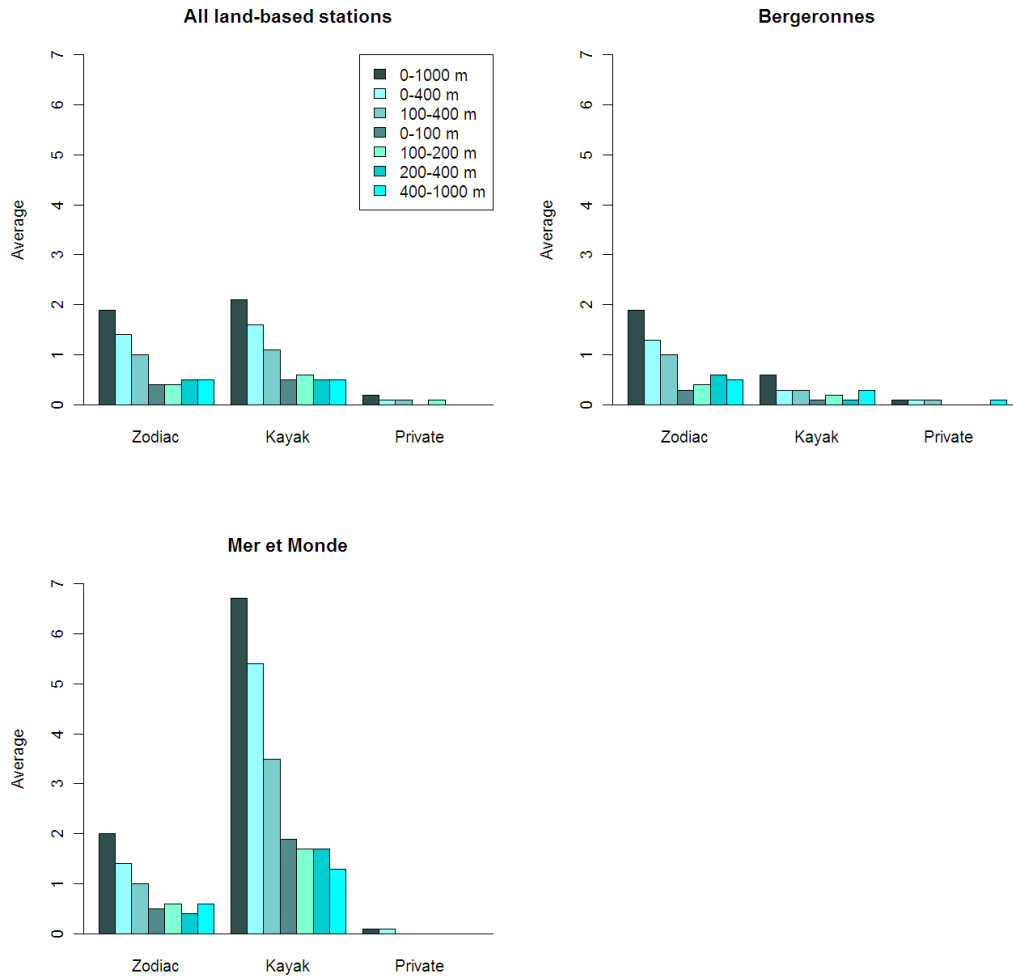 All land-based stations
Average
0
1
2
3
4
5
6
7
Zodiac
Kayak
Private
0-1000 m
0-400 m
100-400 m
0-100 m
100-200 m
200-400 m
400-1000 m
Bergeronnes
Average
0
1
2
3
4
5
6
7
Zodiac
Kayak
Private
Mer et Monde
Average
0
1
2
3
4
5
6
7
Zodiac
Kayak
Private